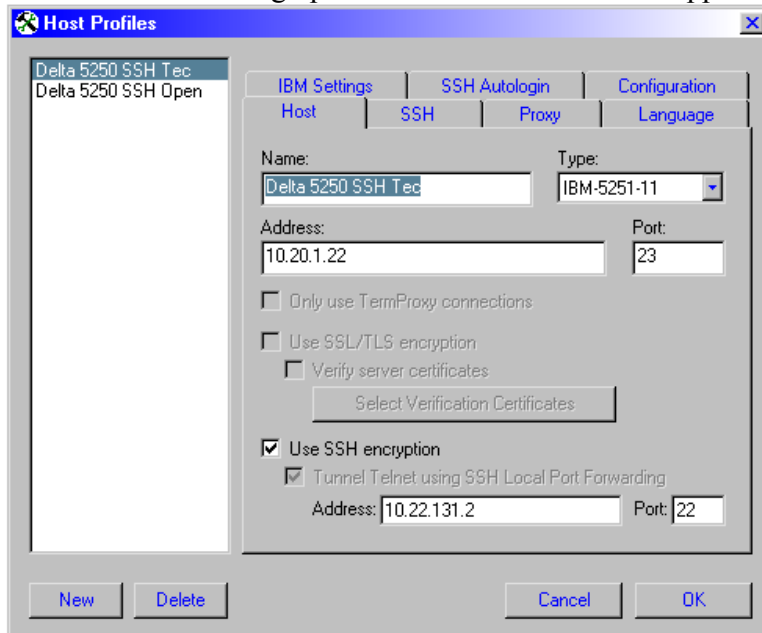 Host Profiles
Delta 5250 SSH Tec
Delta 5250 SSH Open
IBM Settings SSH Autologin Configuration
Host SSH Proxy Language
Name: Type:
Delta 5250 SSH Tec IBM-5251-11
Address: Port:
10.20.1.22 23
Only use TermProxy connections
Use SSL/TLS encryption
Verify server certificates
Select Verification Certificates
Use SSH encryption
Tunnel Telnet using SSH Local Port Forwarding
Address: 10.22.131.2 Port: 22
New Delete Cancel OK